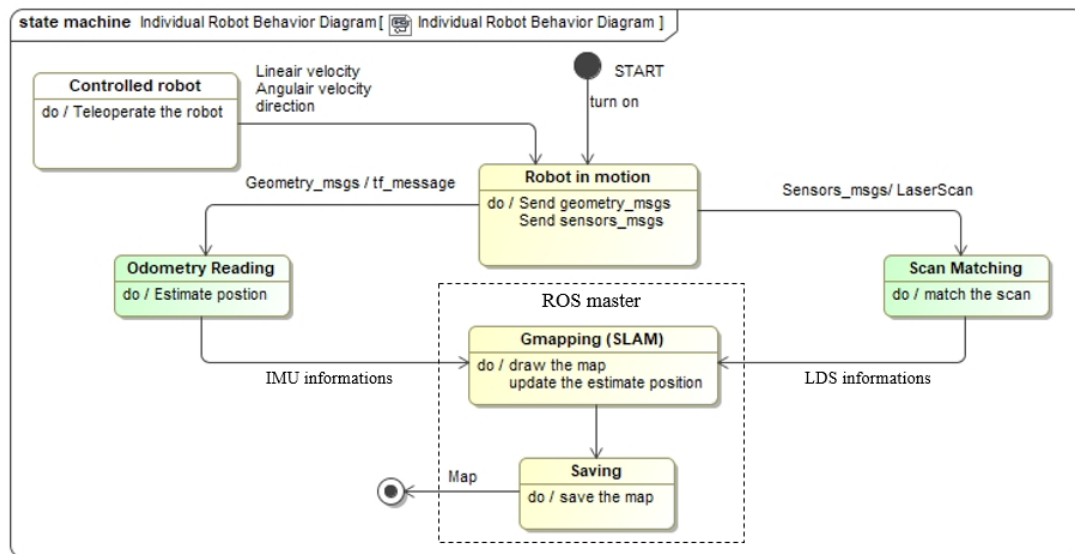 state machine Individual Robot Behavior Diagram [ Individual Robot Behavior Diagram ]
START
turn on
Controlled robot
do / Teleoperate the robot
Lineair velocity
Angulair velocity
direction
Robot in motion
do / Send geometry_msgs
Send sensors_msgs
Geometry_msgs / tf_message
Sensors_msgs/ LaserScan
Odometry Reading
do / Estimate postion
Scan Matching
do / match the scan
ROS master
Gmapping (SLAM)
do / draw the map
update the estimate position
IMU informations
LDS informations
Saving
do / save the map
Map